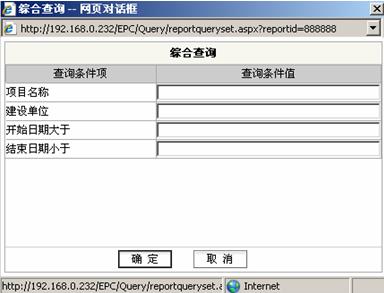 综合查询 -- 网页对话框
http://192.168.0.232/EPC/Query/reportqueryset.aspx?reportid=888888
综合查询
查询条件项 查询条件值
项目名称
建设单位
开始日期大于
结束日期小于
确 定 取 消
http://192.168.0.232/EPC/Query/reportqueryset.a Internet